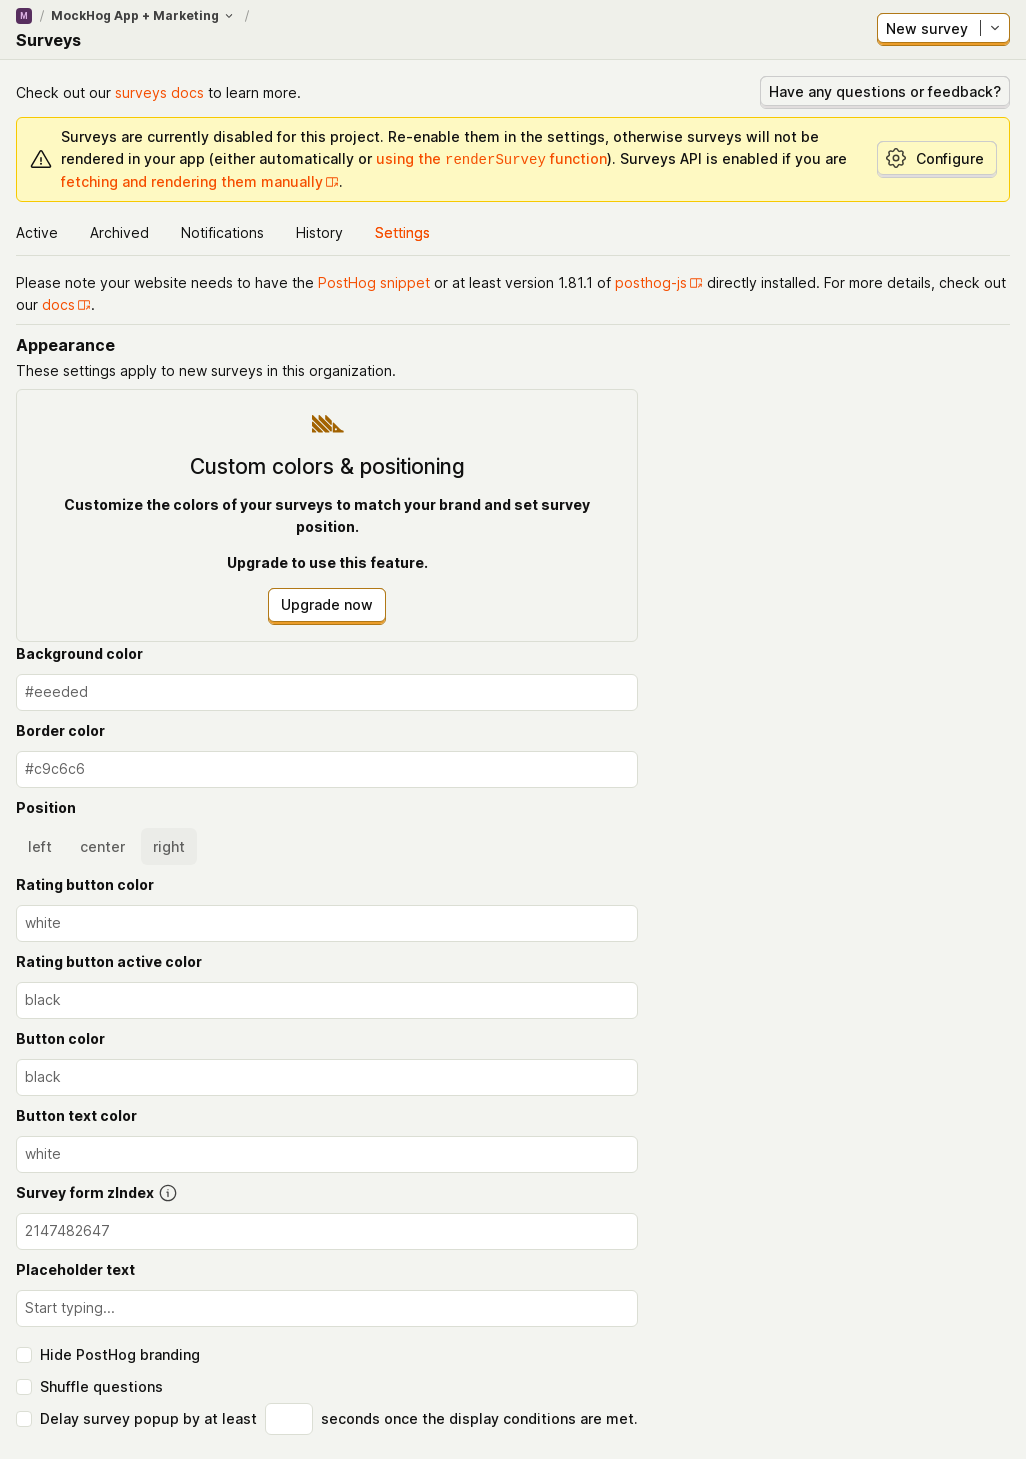 M / MockHog App + Marketing /
Surveys
New survey
Check out our surveys docs to learn more.
Have any questions or feedback?
Surveys are currently disabled for this project. Re-enable them in the settings, otherwise surveys will not be
rendered in your app (either automatically or using the renderSurvey function). Surveys API is enabled if you are
fetching and rendering them manually.
Configure
Active Archived Notifications History Settings
Please note your website needs to have the PostHog snippet or at least version 1.81.1 of posthog-js directly installed. For more details, check out
our docs.
Appearance
These settings apply to new surveys in this organization.
Custom colors & positioning
Customize the colors of your surveys to match your brand and set survey
position.
Upgrade to use this feature.
Upgrade now
Background color
#eeeded
Border color
#c9c6c6
Position
left center right
Rating button color
white
Rating button active color
black
Button color
black
Button text color
white
Survey form zIndex
2147482647
Placeholder text
Start typing...
Hide PostHog branding
Shuffle questions
Delay survey popup by at least seconds once the display conditions are met.